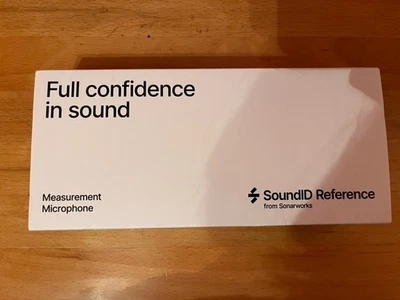 Full confidence
in sound
Measurement
Microphone
SoundID Reference
from Sonarworks